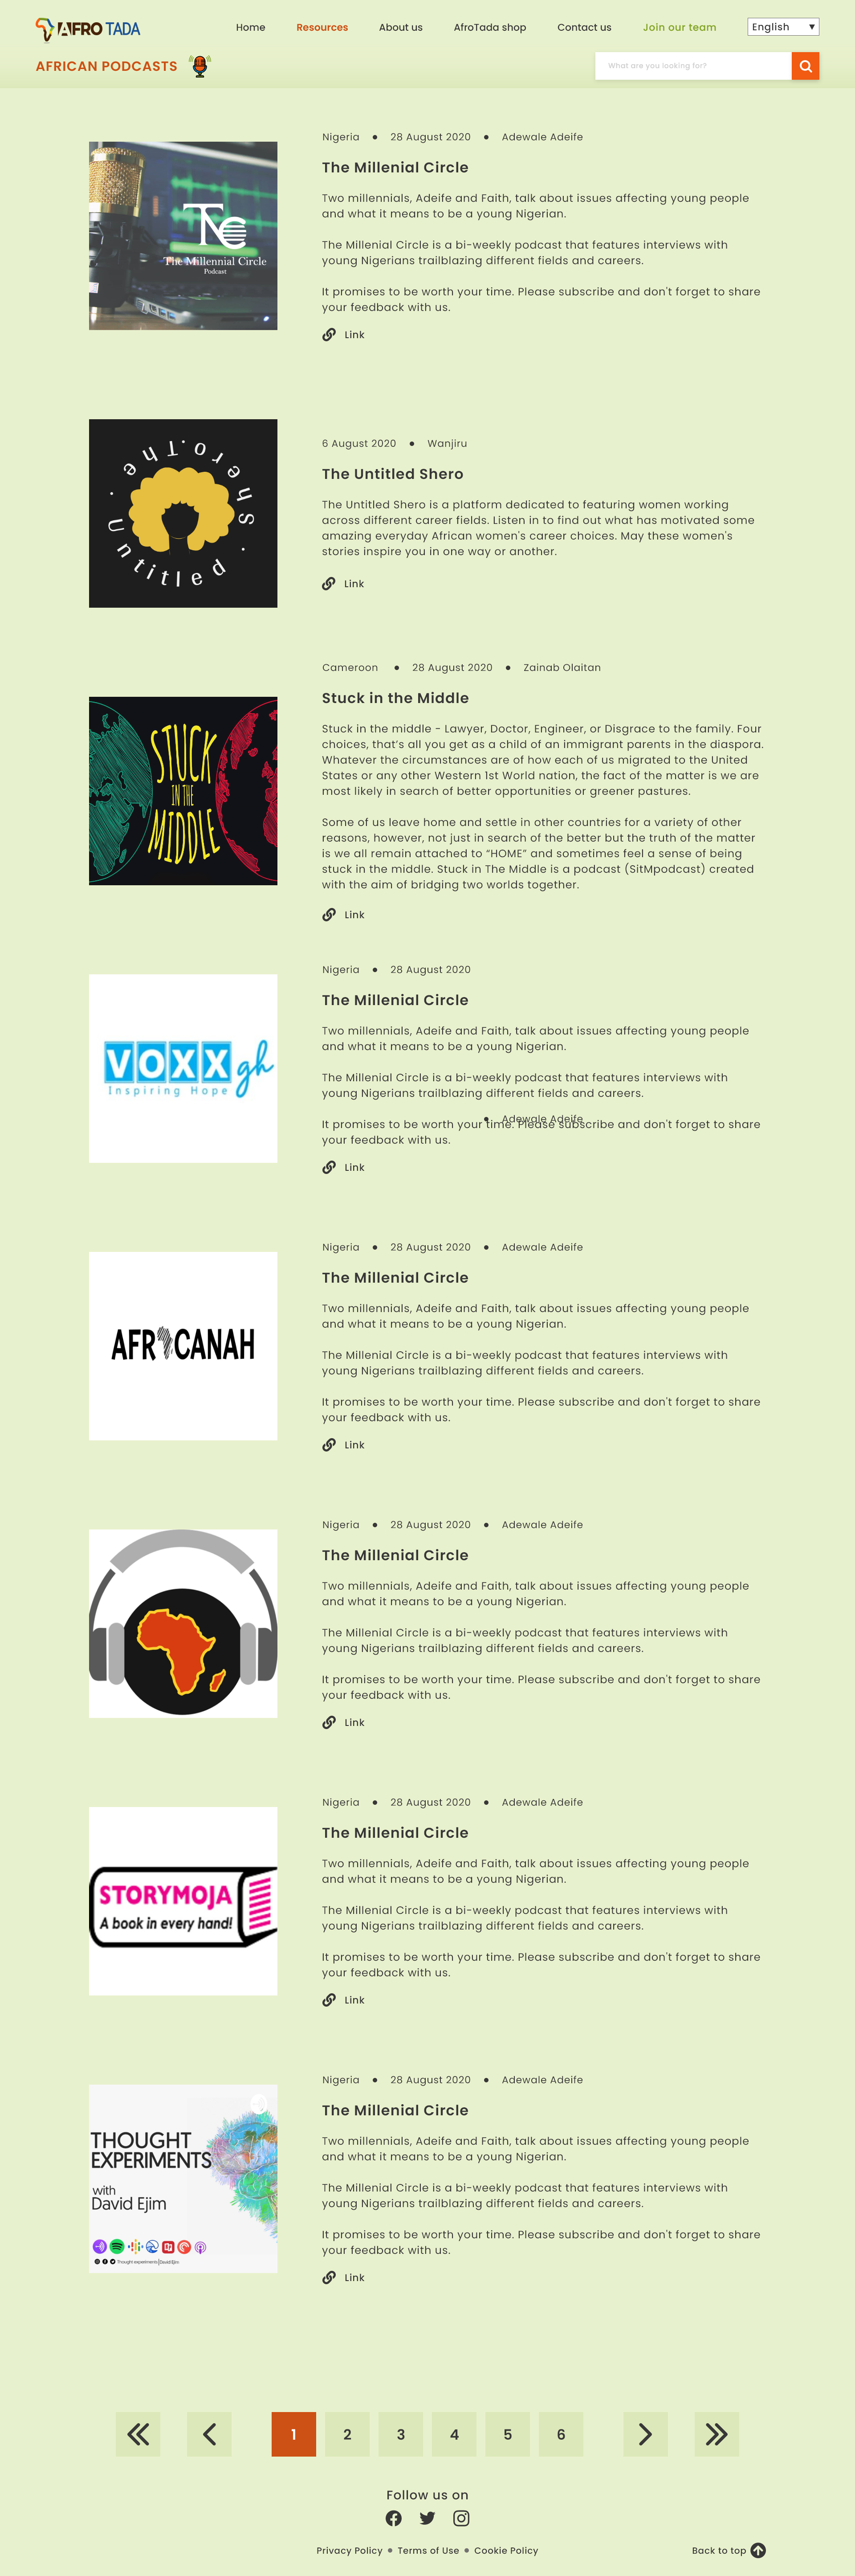 AFRO TADA
Home
Resources
About us
AfroTada shop
Contact us
Join our team
English
AFRICAN PODCASTS
What are you looking for?
Nigeria • 28 August 2020 • Adewale Adeife
The Millenial Circle
Two millennials, Adeife and Faith, talk about issues affecting young people
and what it means to be a young Nigerian.
The Millenial Circle is a bi-weekly podcast that features interviews with
young Nigerians trailblazing different fields and careers.
It promises to be worth your time. Please subscribe and don't forget to share
your feedback with us.
Link
The Millennial Circle
Podcast
6 August 2020 • Wanjiru
The Untitled Shero
The Untitled Shero is a platform dedicated to featuring women working
across different career fields. Listen in to find out what has motivated some
amazing everyday African women's career choices. May these women's
stories inspire you in one way or another.
Link
The · Untitled · Shero.
Cameroon • 28 August 2020 • Zainab Olaitan
Stuck in the Middle
Stuck in the middle - Lawyer, Doctor, Engineer, or Disgrace to the family. Four
choices, that's all you get as a child of an immigrant parents in the diaspora.
Whatever the circumstances are of how each of us migrated to the United
States or any other Western 1st World nation, the fact of the matter is we are
most likely in search of better opportunities or greener pastures.
Some of us leave home and settle in other countries for a variety of other
reasons, however, not just in search of the better but the truth of the matter
is we all remain attached to “HOME” and sometimes feel a sense of being
stuck in the middle. Stuck in The Middle is a podcast (SitMpodcast) created
with the aim of bridging two worlds together.
Link
STUCK
IN THE
MIDDLE
Nigeria • 28 August 2020
The Millenial Circle
Two millennials, Adeife and Faith, talk about issues affecting young people
and what it means to be a young Nigerian.
The Millenial Circle is a bi-weekly podcast that features interviews with
young Nigerians trailblazing different fields and careers.
• Adewale Adeife
It promises to be worth your time. Please subscribe and don't forget to share
your feedback with us.
Link
VOXX gh
Inspiring Hope
Nigeria • 28 August 2020 • Adewale Adeife
The Millenial Circle
Two millennials, Adeife and Faith, talk about issues affecting young people
and what it means to be a young Nigerian.
The Millenial Circle is a bi-weekly podcast that features interviews with
young Nigerians trailblazing different fields and careers.
It promises to be worth your time. Please subscribe and don't forget to share
your feedback with us.
Link
AFRICANAH
Nigeria • 28 August 2020 • Adewale Adeife
The Millenial Circle
Two millennials, Adeife and Faith, talk about issues affecting young people
and what it means to be a young Nigerian.
The Millenial Circle is a bi-weekly podcast that features interviews with
young Nigerians trailblazing different fields and careers.
It promises to be worth your time. Please subscribe and don't forget to share
your feedback with us.
Link
Nigeria • 28 August 2020 • Adewale Adeife
The Millenial Circle
Two millennials, Adeife and Faith, talk about issues affecting young people
and what it means to be a young Nigerian.
The Millenial Circle is a bi-weekly podcast that features interviews with
young Nigerians trailblazing different fields and careers.
It promises to be worth your time. Please subscribe and don't forget to share
your feedback with us.
Link
STORYMOJA
A book in every hand!
Nigeria • 28 August 2020 • Adewale Adeife
The Millenial Circle
Two millennials, Adeife and Faith, talk about issues affecting young people
and what it means to be a young Nigerian.
The Millenial Circle is a bi-weekly podcast that features interviews with
young Nigerians trailblazing different fields and careers.
It promises to be worth your time. Please subscribe and don't forget to share
your feedback with us.
Link
THOUGHT
EXPERIMENTS
with
David Ejim
Thought experiments|David Ejim
1 2 3 4 5 6
Follow us on
Privacy Policy • Terms of Use • Cookie Policy
Back to top